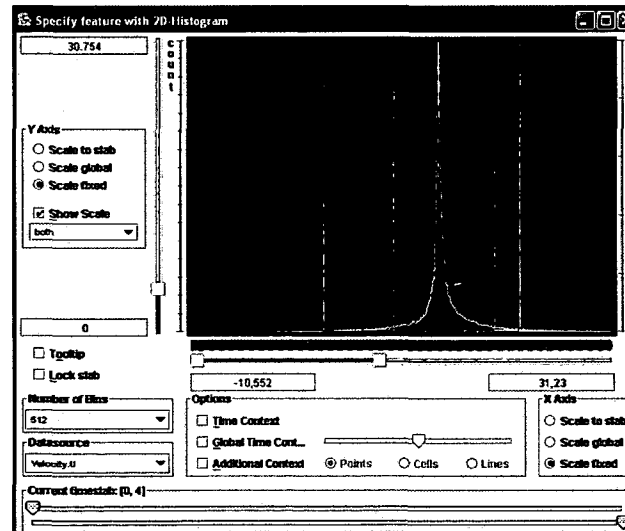 Specify feature with 2D-Histogram
30.754
count
Y Axis
Scale to slab
Scale global
Scale fixed
Show Scale
both
0
Tooltip
Lock slab
-10,552
31,23
Number of Bins
512
Datasource
Velocity.U
Options
Time Context
Global Time Cont...
Additional Context
Points
Cells
Lines
X Axis
Scale to slab
Scale global
Scale fixed
Current timeslab: [0, 4]